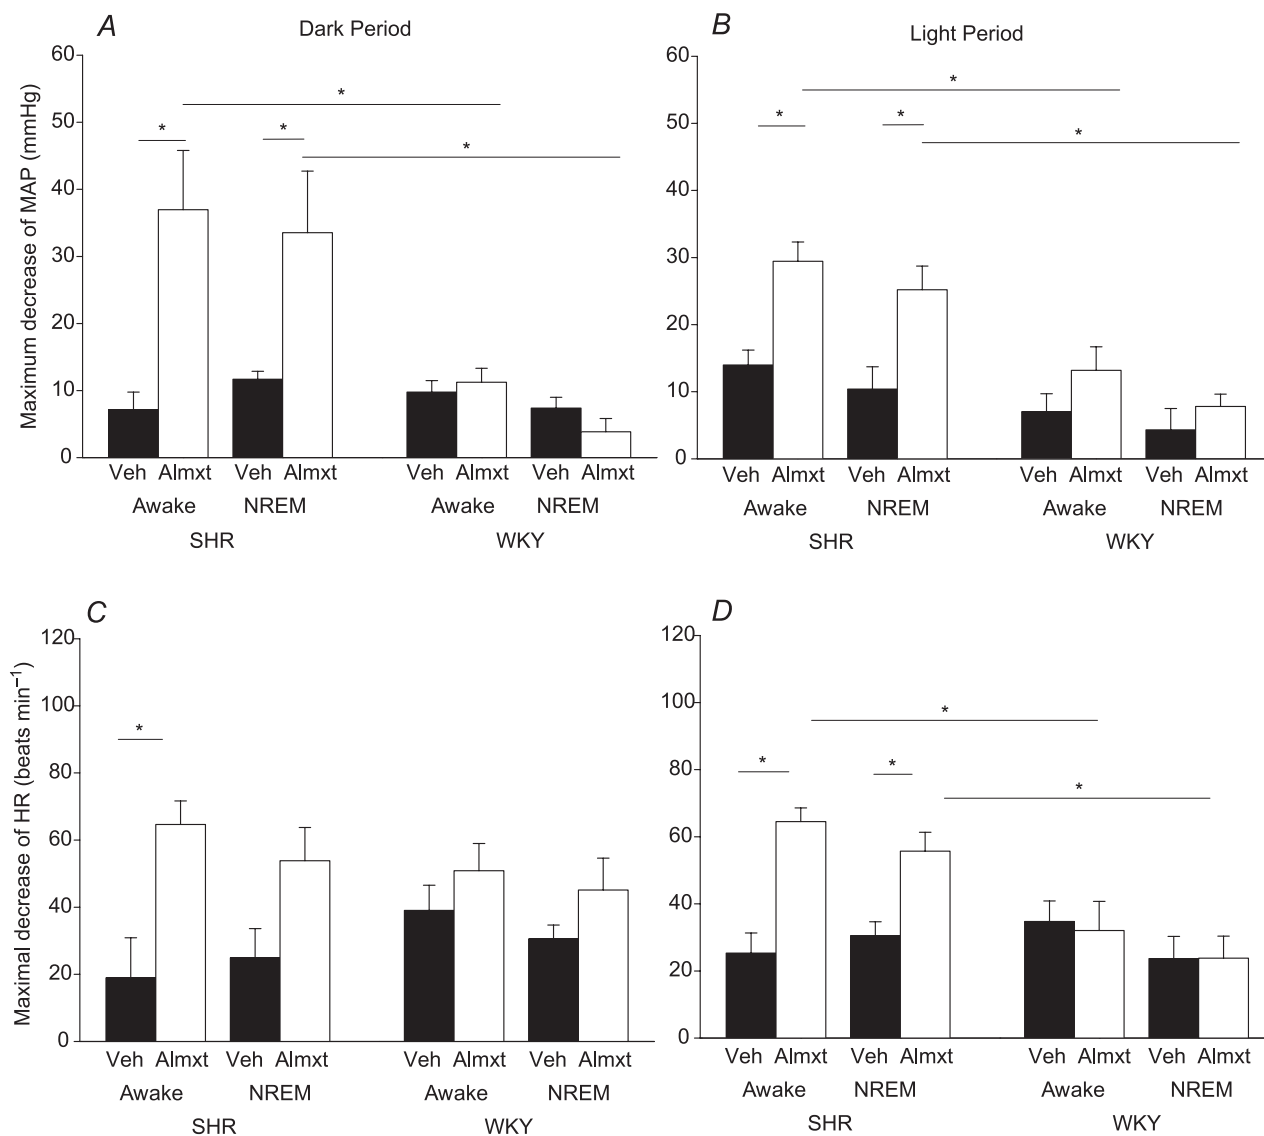 A
Dark Period
Maximum decrease of MAP (mmHg)
60
50
40
30
20
10
0
*
*
*
*
Veh Almxt Veh Almxt Veh Almxt Veh Almxt
Awake NREM Awake NREM
SHR WKY
B
Light Period
60
50
40
30
20
10
0
*
*
*
*
Veh Almxt Veh Almxt Veh Almxt Veh Almxt
Awake NREM Awake NREM
SHR WKY
C
Maximal decrease of HR (beats min⁻¹)
120
100
80
60
40
20
0
*
Veh Almxt Veh Almxt Veh Almxt Veh Almxt
Awake NREM Awake NREM
SHR WKY
D
120
100
80
60
40
20
0
*
*
*
*
Veh Almxt Veh Almxt Veh Almxt Veh Almxt
Awake NREM Awake NREM
SHR WKY